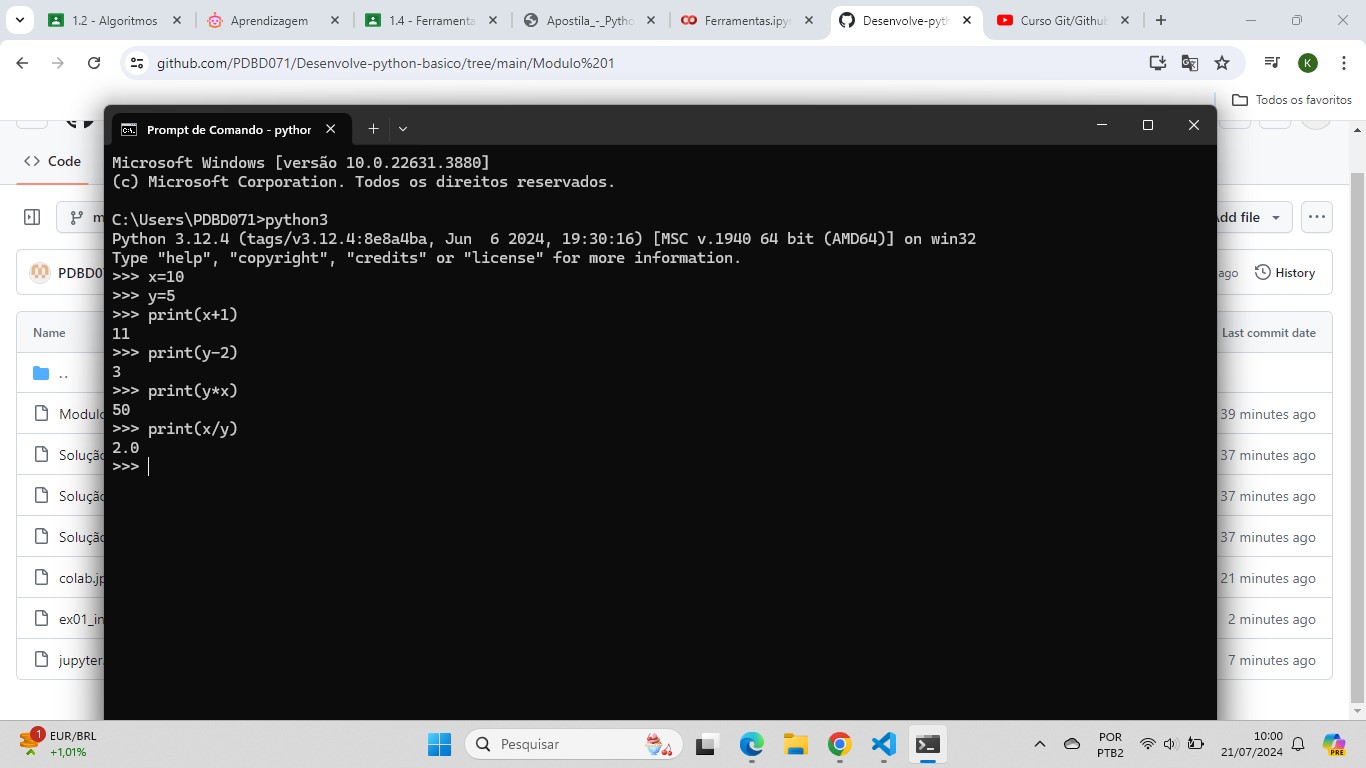 1.2 - Algoritmos
Aprendizagem
1.4 - Ferramenta
Apostila_-_Pytho
Ferramentas.ipy
Desenvolve-pyth
Curso Git/Github
github.com/PDBD071/Desenvolve-python-basico/tree/main/Modulo%201
K
Todos os favoritos
Prompt de Comando - python
Microsoft Windows [versão 10.0.22631.3880]
(c) Microsoft Corporation. Todos os direitos reservados.
Code
C:\Users\PDBD071>python3
Add file
Python 3.12.4 (tags/v3.12.4:8e8a4ba, Jun  6 2024, 19:30:16) [MSC v.1940 64 bit (AMD64)] on win32
Type "help", "copyright", "credits" or "license" for more information.
PDBD0
ago
History
>>> x=10
>>> y=5
>>> print(x+1)
11
Name
Last commit date
>>> print(y-2)
3
..
>>> print(y*x)
50
Modulo
39 minutes ago
>>> print(x/y)
2.0
Solução
37 minutes ago
>>>
Solução
37 minutes ago
Solução
37 minutes ago
colab.jp
21 minutes ago
ex01_in
2 minutes ago
jupyter.
7 minutes ago
1
EUR/BRL
+1,01%
Pesquisar
POR
PTB2
10:00
21/07/2024
PRE